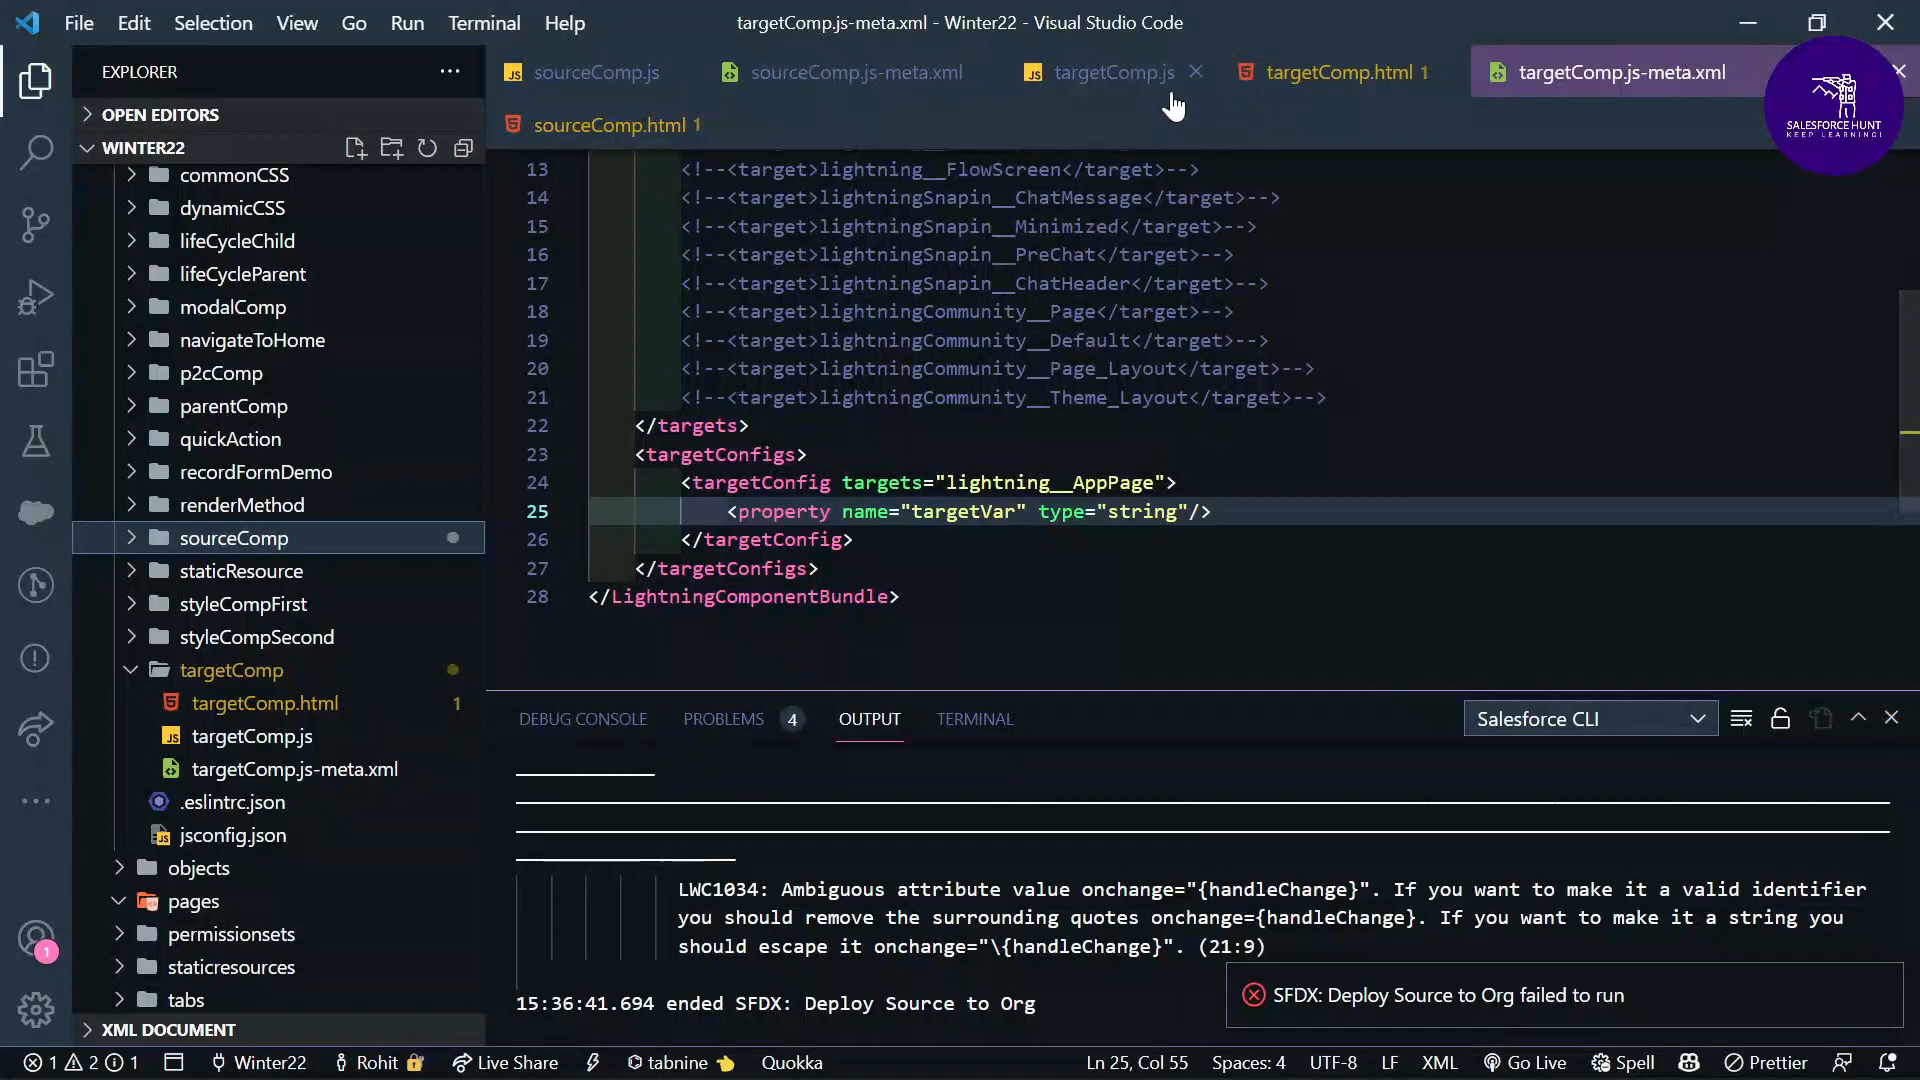 File Edit Selection View Go Run Terminal Help
targetComp.js-meta.xml - Winter22 - Visual Studio Code
EXPLORER
OPEN EDITORS
WINTER22
commonCSS
dynamicCSS
lifeCycleChild
lifeCycleParent
modalComp
navigateToHome
p2cComp
parentComp
quickAction
recordFormDemo
renderMethod
sourceComp
staticResource
styleCompFirst
styleCompSecond
targetComp
targetComp.html 1
targetComp.js
targetComp.js-meta.xml
.eslintrc.json
jsconfig.json
objects
pages
permissionsets
staticresources
tabs
XML DOCUMENT
sourceComp.js sourceComp.js-meta.xml targetComp.js targetComp.html 1 targetComp.js-meta.xml
sourceComp.html 1
SALESFORCE HUNT
KEEP LEARNING!
13 <!--<target>lightning__FlowScreen</target>-->
14 <!--<target>lightningSnapin__ChatMessage</target>-->
15 <!--<target>lightningSnapin__Minimized</target>-->
16 <!--<target>lightningSnapin__PreChat</target>-->
17 <!--<target>lightningSnapin__ChatHeader</target>-->
18 <!--<target>lightningCommunity__Page</target>-->
19 <!--<target>lightningCommunity__Default</target>-->
20 <!--<target>lightningCommunity__Page_Layout</target>-->
21 <!--<target>lightningCommunity__Theme_Layout</target>-->
22 </targets>
23 <targetConfigs>
24 <targetConfig targets="lightning__AppPage">
25 <property name="targetVar" type="string"/>
26 </targetConfig>
27 </targetConfigs>
28 </LightningComponentBundle>
DEBUG CONSOLE PROBLEMS 4 OUTPUT TERMINAL
Salesforce CLI
LWC1034: Ambiguous attribute value onchange="{handleChange}". If you want to make it a valid identifier
you should remove the surrounding quotes onchange={handleChange}. If you want to make it a string you
should escape it onchange="\{handleChange}". (21:9)
15:36:41.694 ended SFDX: Deploy Source to Org
SFDX: Deploy Source to Org failed to run
1
1 2 1 Winter22 Rohit Live Share tabnine Quokka
Ln 25, Col 55 Spaces: 4 UTF-8 LF XML Go Live Spell Prettier